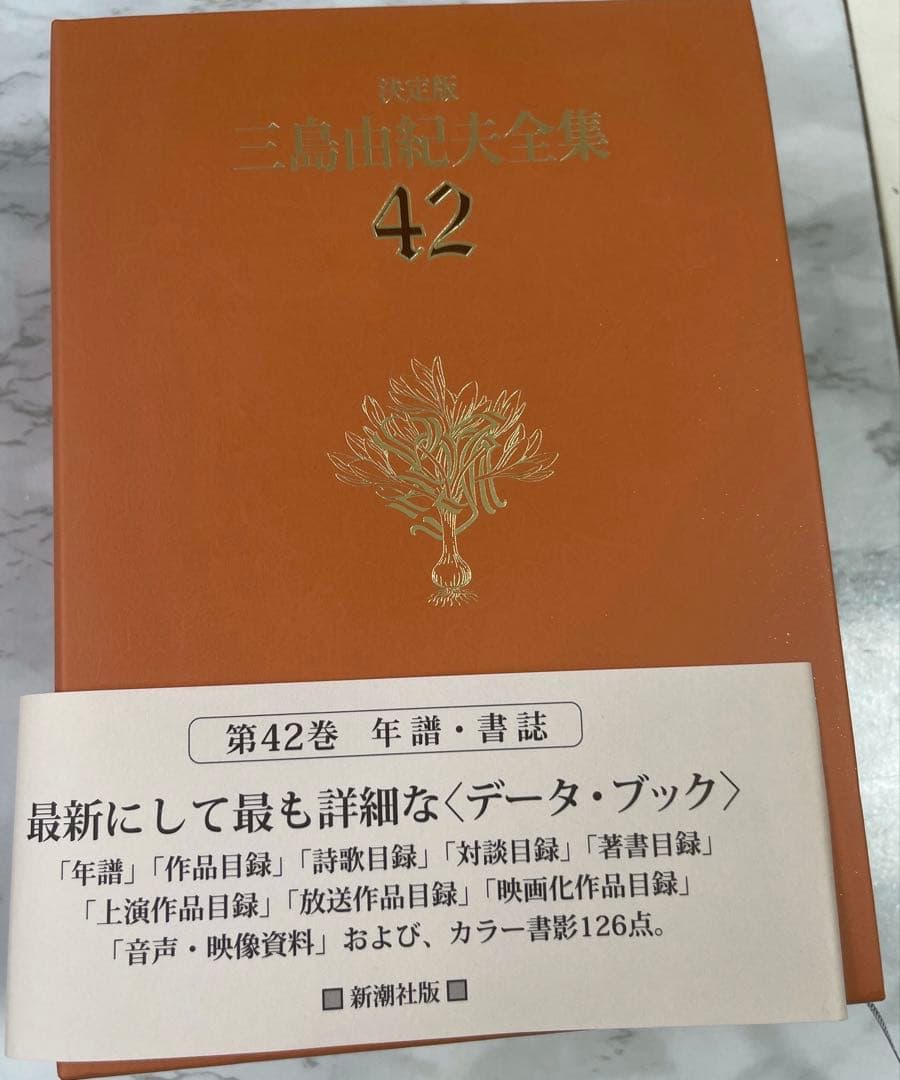 決定版
三島由紀夫全集
42
第42巻 年譜・書誌
最新にして最も詳細な〈データ・ブック〉
「年譜」「作品目録」「詩歌目録」「対談目録」「著書目録」
「上演作品目録」「放送作品目録」「映画化作品目録」
「音声・映像資料」および、カラー書影126点。
■新潮社版■